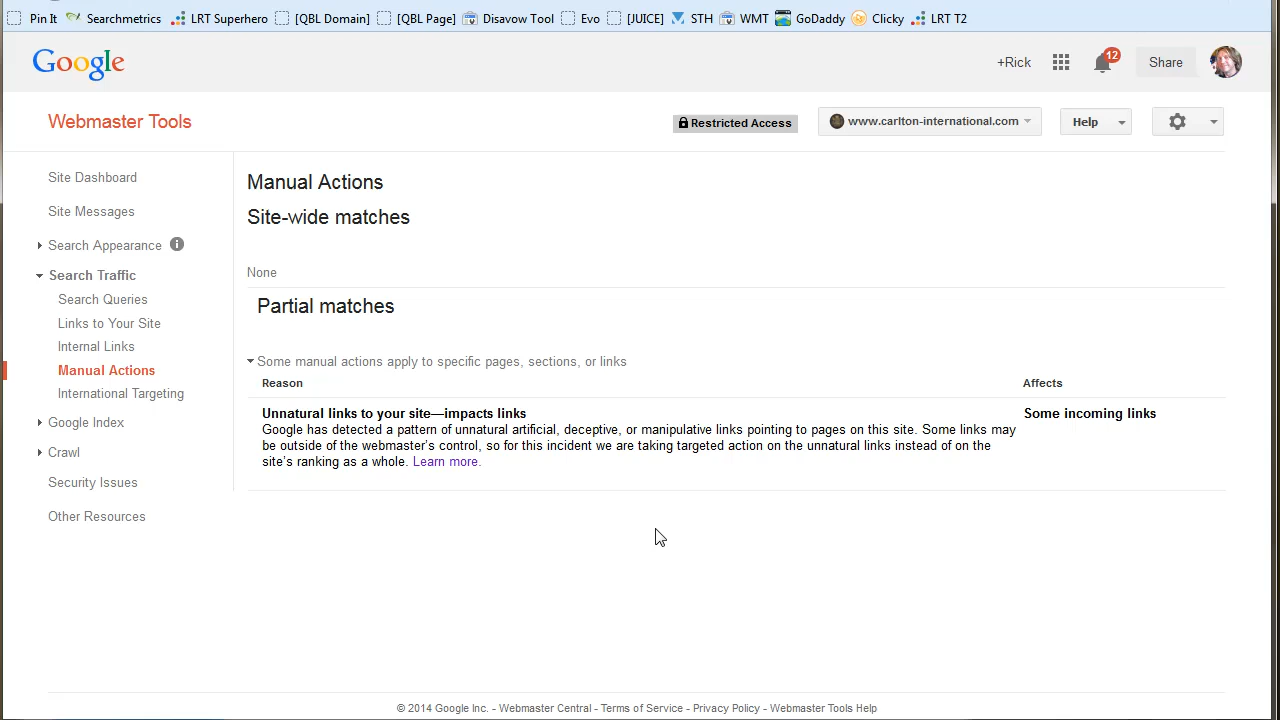 Pin It Searchmetrics LRT Superhero [QBL Domain] [QBL Page] Disavow Tool Evo [JUICE] STH WMT GoDaddy Clicky LRT T2
Google
+Rick 12 Share
Webmaster Tools
Restricted Access www.carlton-international.com Help
Site Dashboard
Site Messages
Search Appearance i
Search Traffic
Search Queries
Links to Your Site
Internal Links
Manual Actions
International Targeting
Google Index
Crawl
Security Issues
Other Resources
Manual Actions
Site-wide matches
None
Partial matches
Some manual actions apply to specific pages, sections, or links
Reason Affects
Unnatural links to your site—impacts links Some incoming links
Google has detected a pattern of unnatural artificial, deceptive, or manipulative links pointing to pages on this site. Some links may
be outside of the webmaster's control, so for this incident we are taking targeted action on the unnatural links instead of on the
site's ranking as a whole. Learn more.
© 2014 Google Inc. - Webmaster Central - Terms of Service - Privacy Policy - Webmaster Tools Help